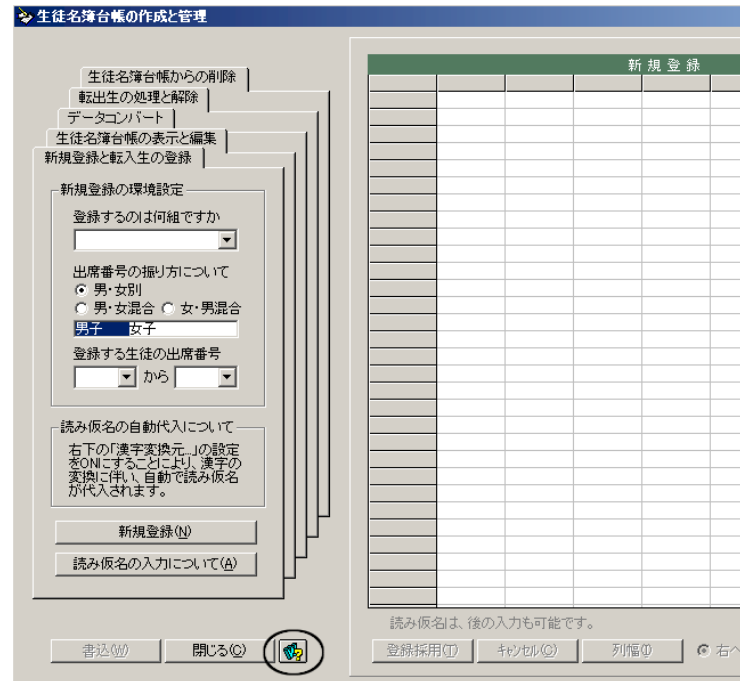 生徒名簿台帳の作成と管理
生徒名簿台帳からの削除
転出生の処理と解除
データコンバート
生徒名簿台帳の表示と編集
新規登録と転入生の登録
新規登録の環境設定
登録するのは何組ですか
出席番号の振り方について
男・女別
男・女混合 女・男混合
男子 女子
登録する生徒の出席番号
から
読み仮名の自動代入について
右下の「漢字変換元...」の設定
をONにすることにより、漢字の
変換に伴い、自動で読み仮名
が代入されます。
新規登録(N)
読み仮名の入力について(A)
書込(W) 閉じる(C)
新 規 登 録
読み仮名は、後の入力も可能です。
登録採用(T) キャンセル(C) 列幅(I) 右へ